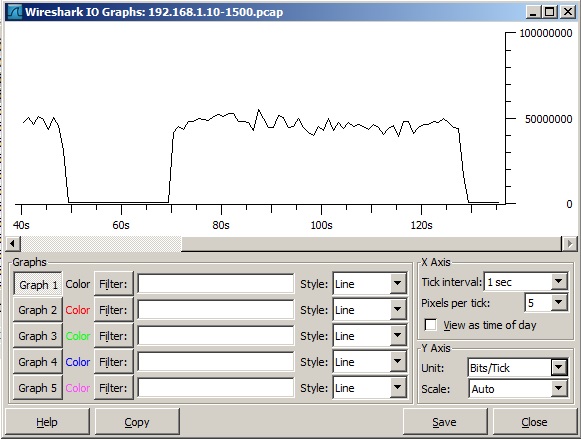 Wireshark IO Graphs: 192.168.1.10-1500.pcap
100000000
50000000
0
40s 60s 80s 100s 120s
Graphs
Graph 1 Color Filter: Style: Line
Graph 2 Color Filter: Style: Line
Graph 3 Color Filter: Style: Line
Graph 4 Color Filter: Style: Line
Graph 5 Color Filter: Style: Line
X Axis
Tick interval: 1 sec
Pixels per tick: 5
View as time of day
Y Axis
Unit: Bits/Tick
Scale: Auto
Help Copy Save Close